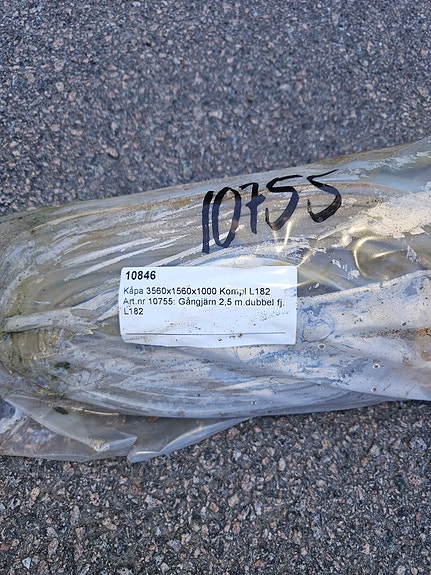 10755
10846
Kåpa 3560x1560x1000 Kompl L182
Art.nr 10755: Gångjärn 2,5 m dubbel fj.
L182